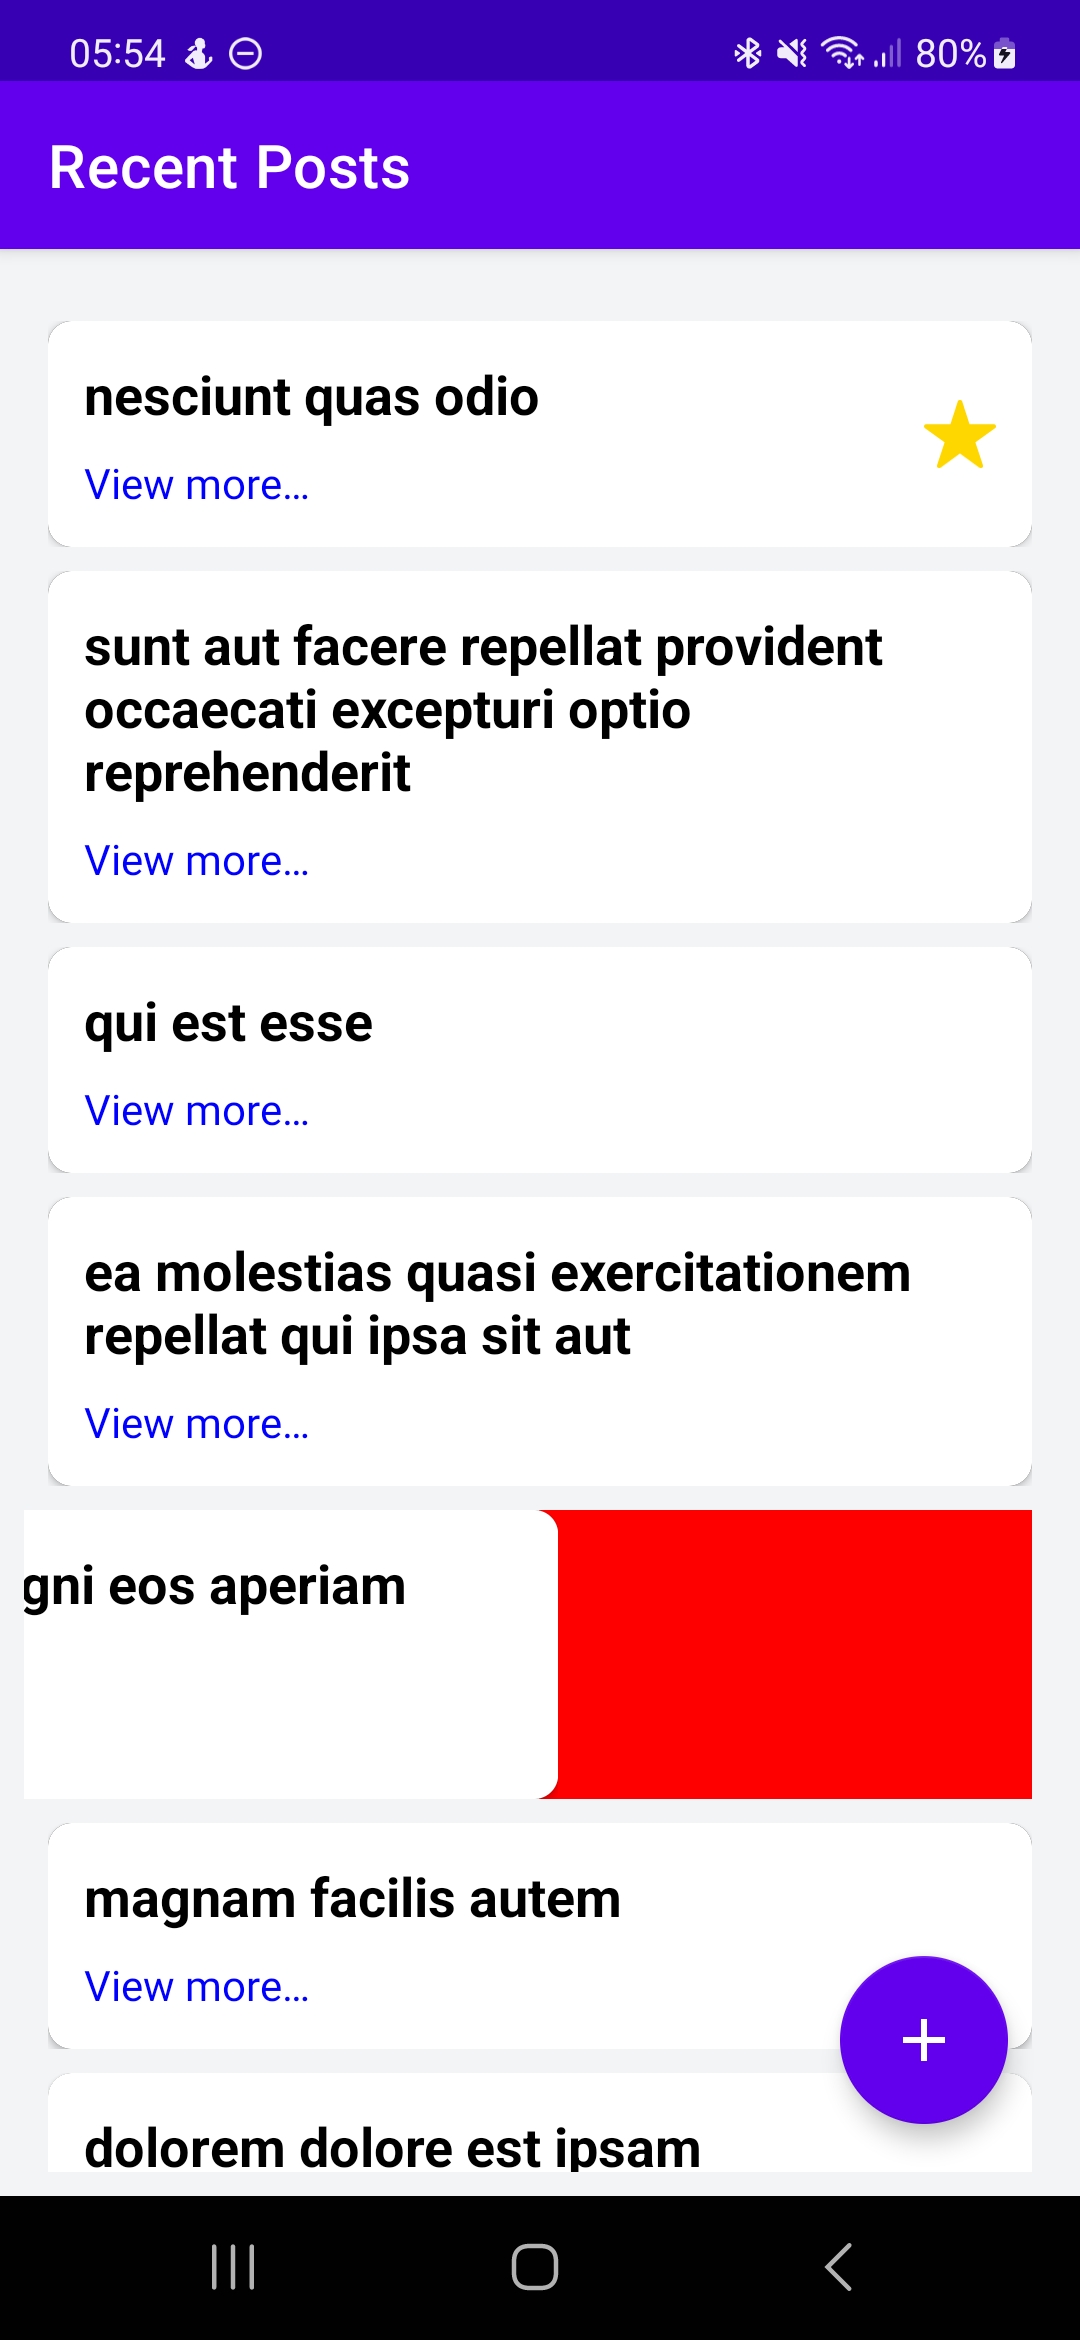 05:54 80%
Recent Posts
nesciunt quas odio
View more...
sunt aut facere repellat provident
occaecati excepturi optio
reprehenderit
View more...
qui est esse
View more...
ea molestias quasi exercitationem
repellat qui ipsa sit aut
View more...
gni eos aperiam
magnam facilis autem
View more...
dolorem dolore est ipsam